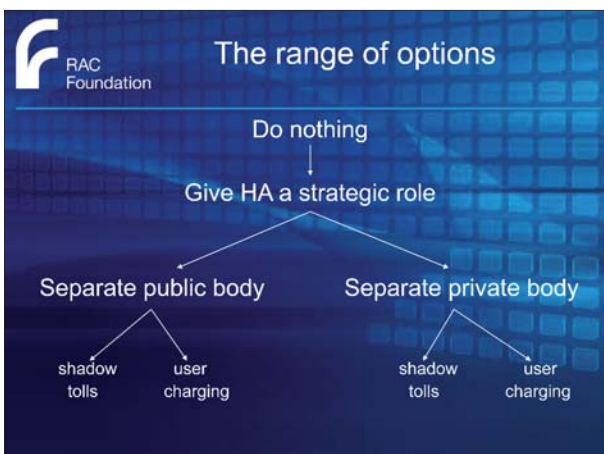 RAC
Foundation
The range of options
Do nothing
Give HA a strategic role
Separate public body
Separate private body
shadow
tolls
user
charging
shadow
tolls
user
charging